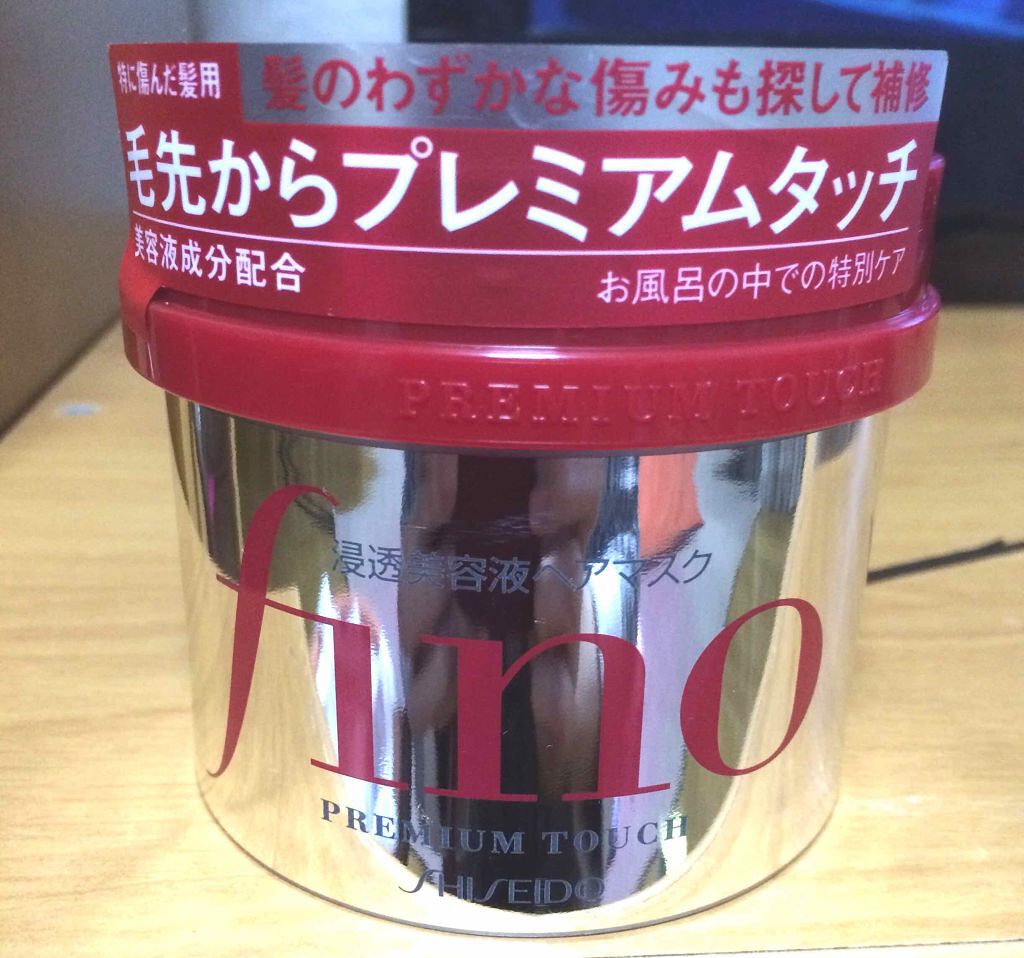 特に傷んだ髪用
髪のわずかな傷みも探して補修
毛先からプレミアムタッチ
美容液成分配合
お風呂の中での特別ケア
PREMIUM TOUCH
浸透美容液ヘアマスク
fino
PREMIUM TOUCH
SHISEIDO